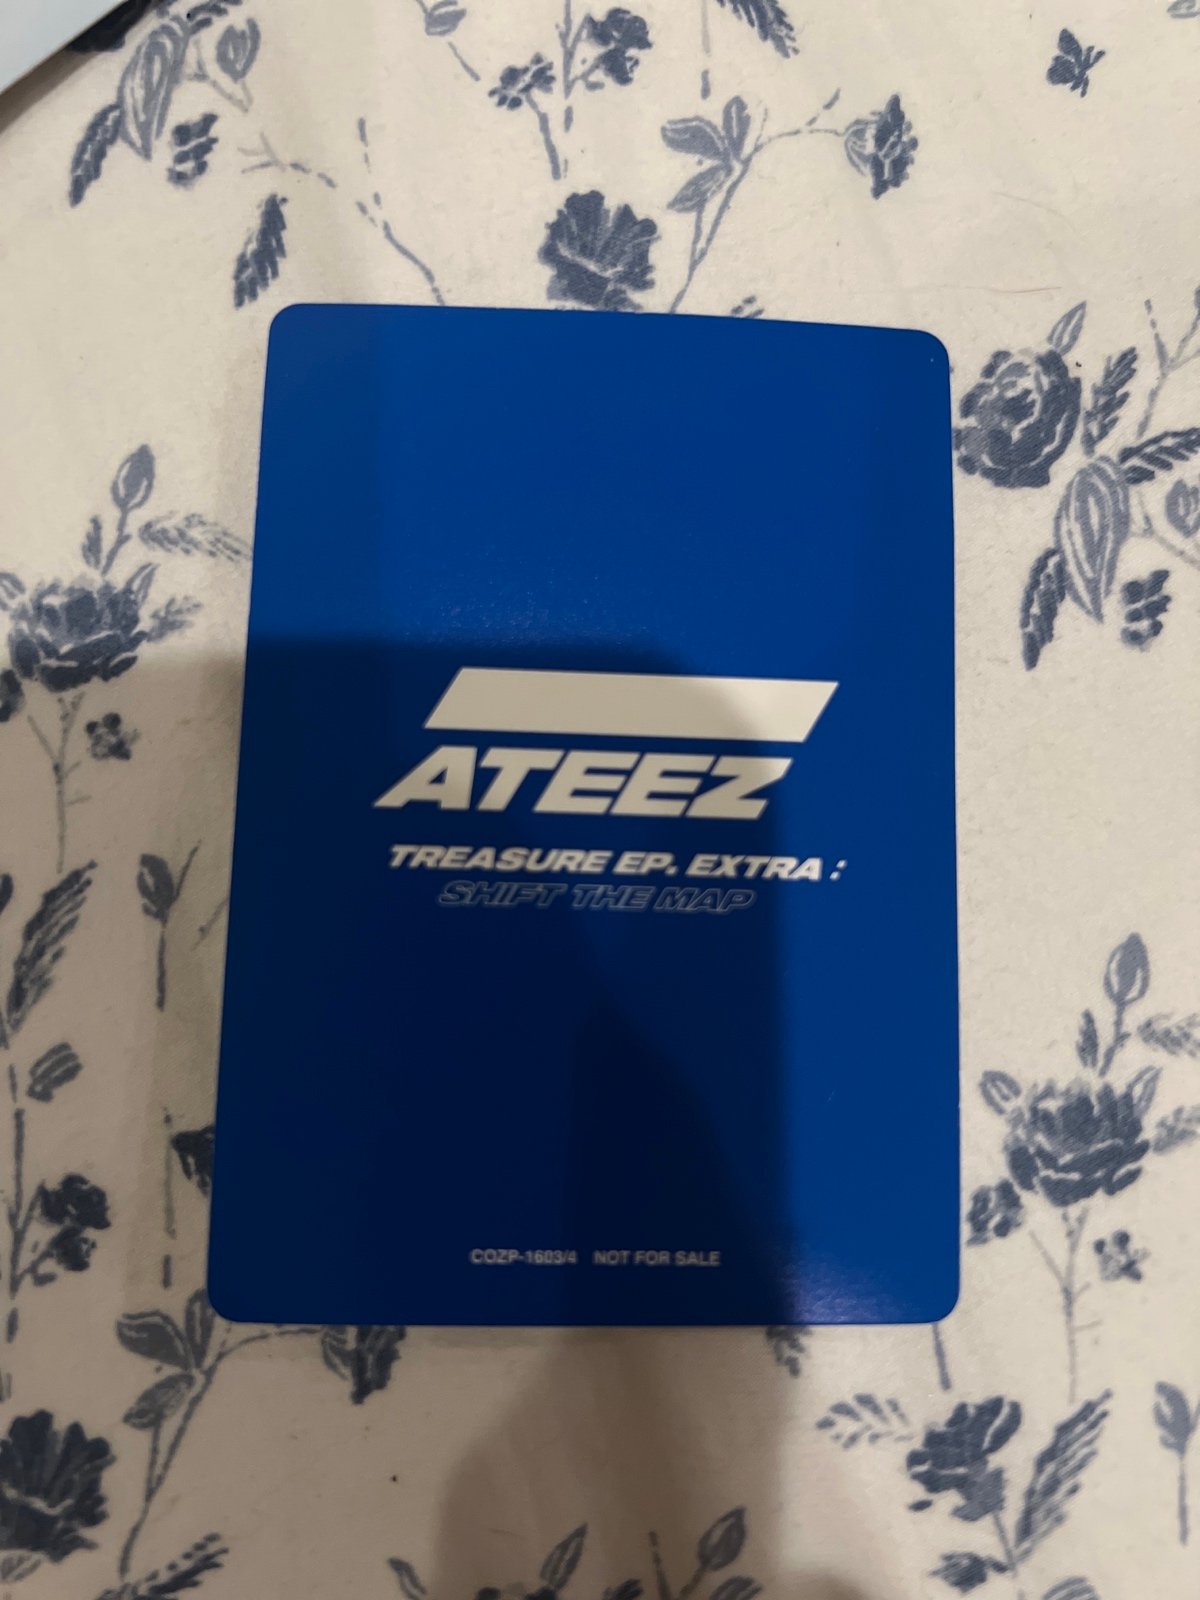 ATEEZ
TREASURE EP. EXTRA :
SHIFT THE MAP
COZP-1603/4 NOT FOR SALE